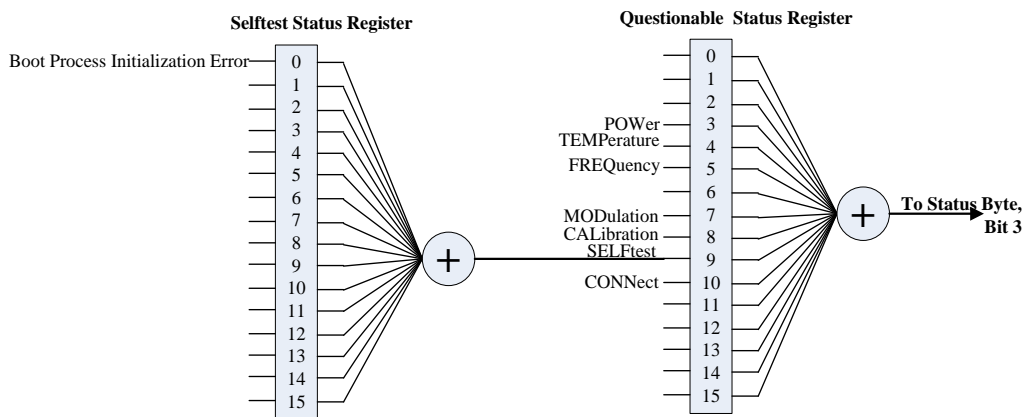 Selftest Status Register
Questionable Status Register
Boot Process Initialization Error
0
1
2
3
4
5
6
7
8
9
10
11
12
13
14
15
+
POWer
TEMPerature
FREQuency
MODulation
CALibration
SELFtest
CONNect
0
1
2
3
4
5
6
7
8
9
10
11
12
13
14
15
+
To Status Byte,
Bit 3